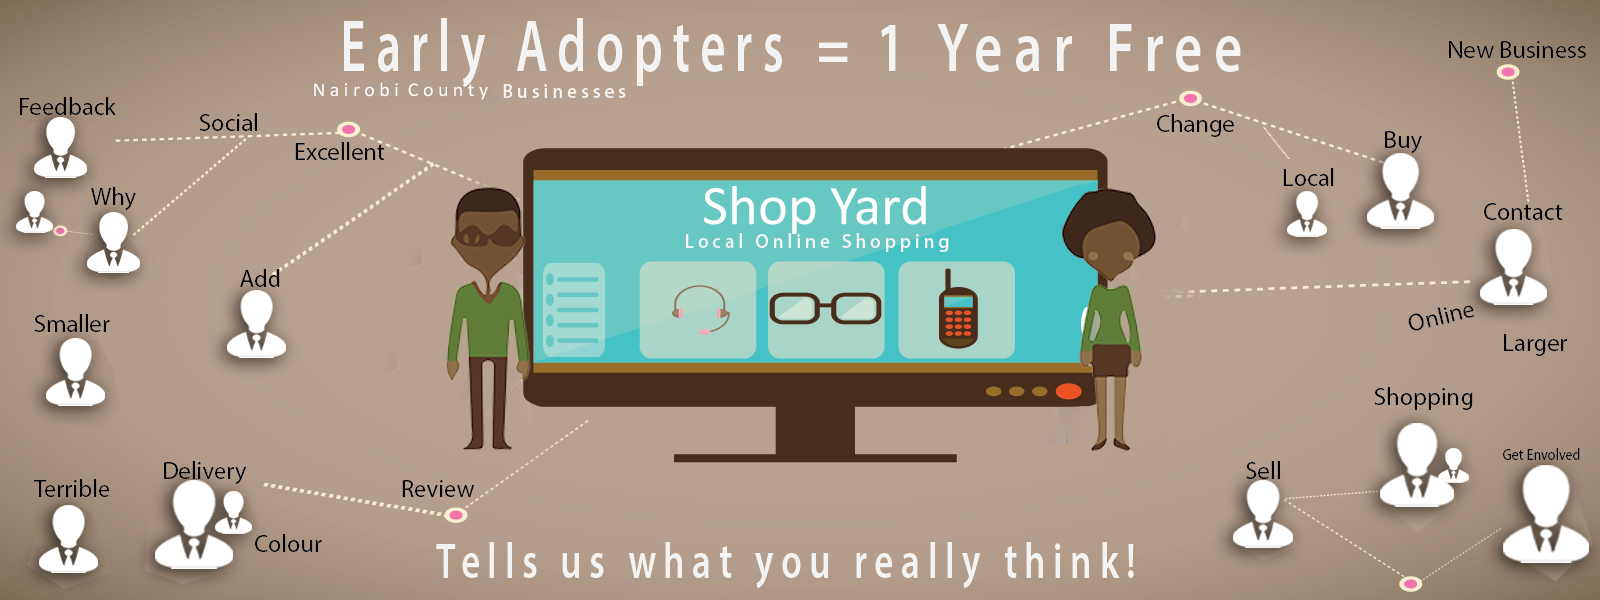 Early Adopters = 1 Year Free
Nairobi County Businesses
New Business
Feedback
Social
Excellent
Change
Buy
Why
Local
Contact
Shop Yard
Local Online Shopping
Add
Smaller
Online
Larger
Shopping
Get Envolved
Delivery
Sell
Terrible
Review
Colour
Tells us what you really think!